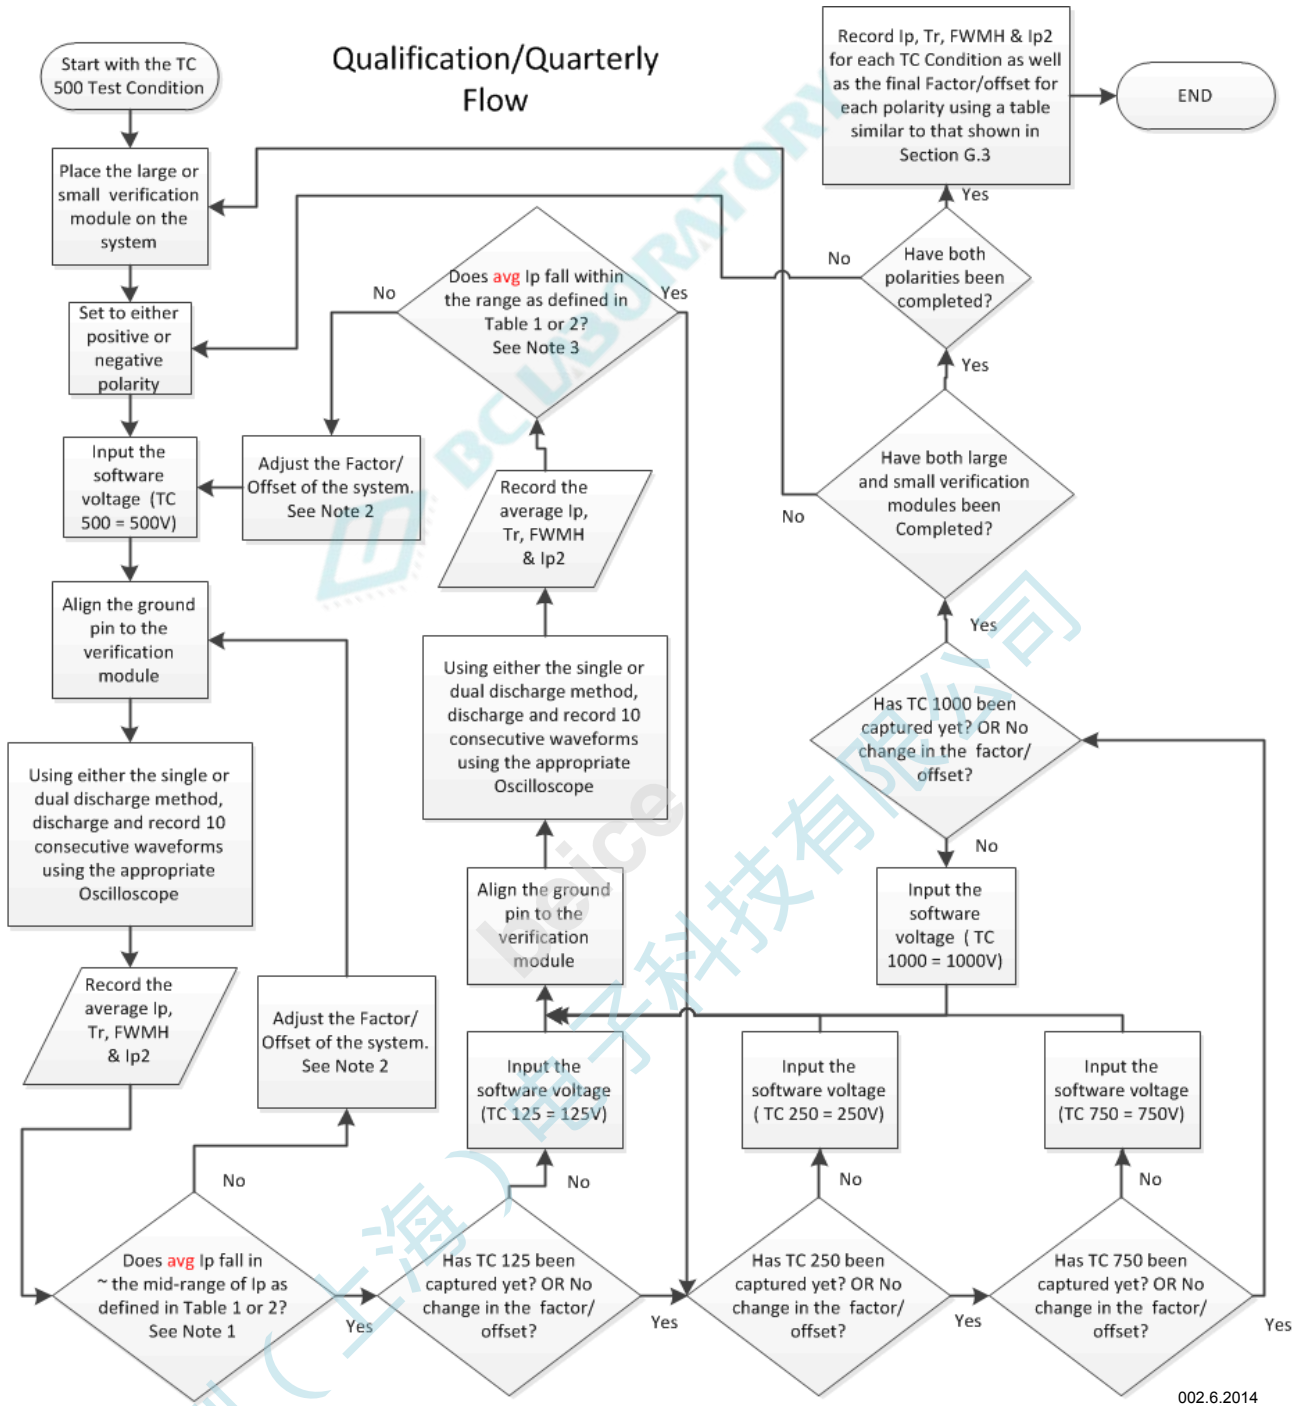 Qualification/Quarterly
Flow
Start with the TC
500 Test Condition
Place the large or
small verification
module on the
system
Set to either
positive or
negative
polarity
Input the
software
voltage (TC
500 = 500V)
Align the ground
pin to the
verification
module
Using either the single or
dual discharge method,
discharge and record 10
consecutive waveforms
using the appropriate
Oscilloscope
Record the
average Ip,
Tr, FWMH
& Ip2
Does avg Ip fall in
~ the mid-range of Ip as
defined in Table 1 or 2?
See Note 1
No
Yes
Adjust the Factor/
Offset of the system.
See Note 2
Has TC 125 been
captured yet? OR No
change in the factor/
offset?
No
Yes
Input the
software voltage
(TC 125 = 125V)
Has TC 250 been
captured yet? OR No
change in the factor/
offset?
No
Yes
Input the
software voltage
( TC 250 = 250V)
Has TC 750 been
captured yet? OR No
change in the factor/
offset?
No
Yes
Input the
software voltage
(TC 750 = 750V)
Align the ground
pin to the
verification
module
Using either the single or
dual discharge method,
discharge and record 10
consecutive waveforms
using the appropriate
Oscilloscope
Record the
average Ip,
Tr, FWMH
& Ip2
Does avg Ip fall within
the range as defined in
Table 1 or 2?
See Note 3
No
Yes
Adjust the Factor/
Offset of the system.
See Note 2
Has TC 1000 been
captured yet? OR No
change in the factor/
offset?
No
Yes
Input the
software
voltage ( TC
1000 = 1000V)
Have both large
and small verification
modules been
Completed?
No
Yes
Have both
polarities been
completed?
No
Yes
Record Ip, Tr, FWMH & Ip2
for each TC Condition as well
as the final Factor/offset for
each polarity using a table
similar to that shown in
Section G.3
END
002.6.2014
BC LABORATORY
beice
（上海）电子科技有限公司